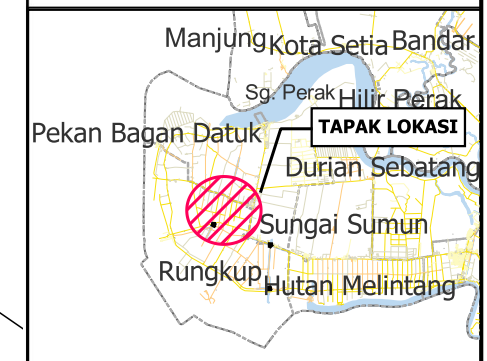 Manjung
Kota Setia
Bandar
Sg. Perak
Hilir Perak
TAPAK LOKASI
Pekan Bagan Datuk
Durian Sebatang
Sungai Sumun
Rungkup
Hutan Melintang